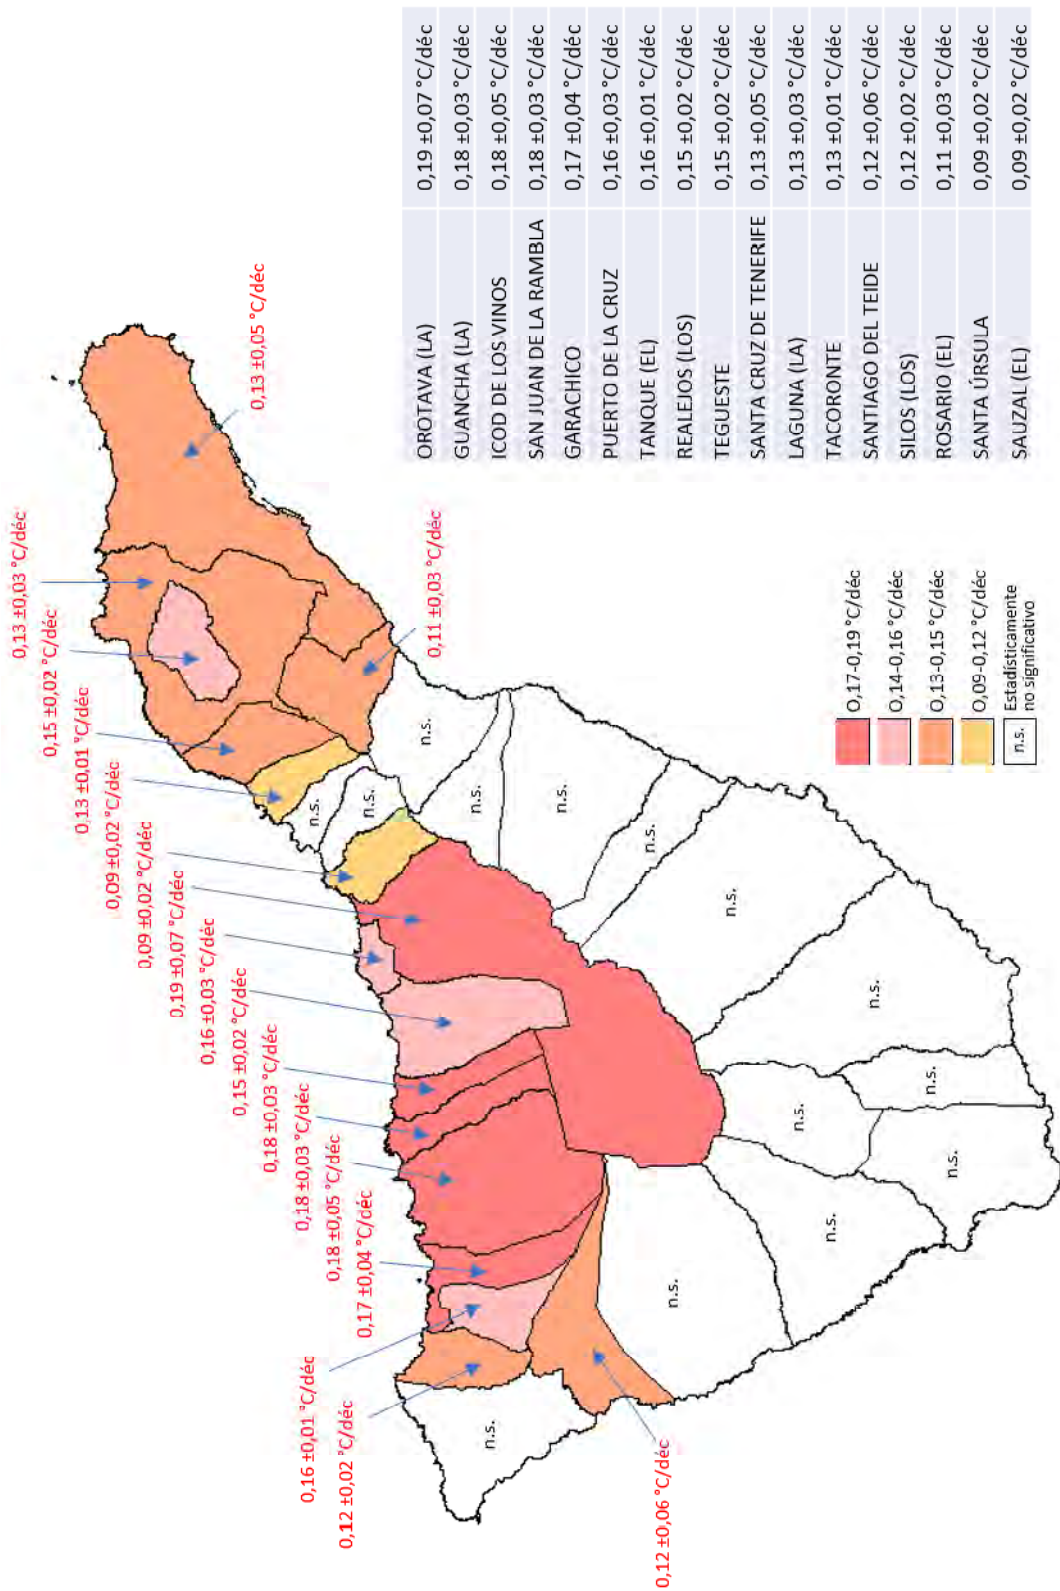 0,13 ±0,03 °C/déc
0,15 ±0,02 °C/déc
0,13 ±0,01 °C/déc
0,09 ±0,02 °C/déc
0,09 ±0,02 °C/déc
0,19 ±0,07 °C/déc
0,16 ±0,03 °C/déc
0,15 ±0,02 °C/déc
0,18 ±0,03 °C/déc
0,18 ±0,03 °C/déc
0,18 ±0,05 °C/déc
0,17 ±0,04 °C/déc
0,16 ±0,01 °C/déc
0,12 ±0,02 °C/déc
0,12 ±0,06 °C/déc
0,13 ±0,05 °C/déc
0,11 ±0,03 °C/déc
n.s.
n.s.
n.s.
n.s.
n.s.
n.s.
n.s.
n.s.
n.s.
n.s.
n.s.
n.s.
n.s.
n.s.
0,17-0,19 °C/déc
0,14-0,16 °C/déc
0,13-0,15 °C/déc
0,09-0,12 °C/déc
n.s. Estadísticamente
no significativo
OROTAVA (LA) 0,19 ±0,07 °C/déc
GUANCHA (LA) 0,18 ±0,03 °C/déc
ICOD DE LOS VINOS 0,18 ±0,05 °C/déc
SAN JUAN DE LA RAMBLA 0,18 ±0,03 °C/déc
GARACHICO 0,17 ±0,04 °C/déc
PUERTO DE LA CRUZ 0,16 ±0,03 °C/déc
TANQUE (EL) 0,16 ±0,01 °C/déc
REALEJOS (LOS) 0,15 ±0,02 °C/déc
TEGUESTE 0,15 ±0,02 °C/déc
SANTA CRUZ DE TENERIFE 0,13 ±0,05 °C/déc
LAGUNA (LA) 0,13 ±0,03 °C/déc
TACORONTE 0,13 ±0,01 °C/déc
SANTIAGO DEL TEIDE 0,12 ±0,06 °C/déc
SILOS (LOS) 0,12 ±0,02 °C/déc
ROSARIO (EL) 0,11 ±0,03 °C/déc
SANTA ÚRSULA 0,09 ±0,02 °C/déc
SAUZAL (EL) 0,09 ±0,02 °C/déc